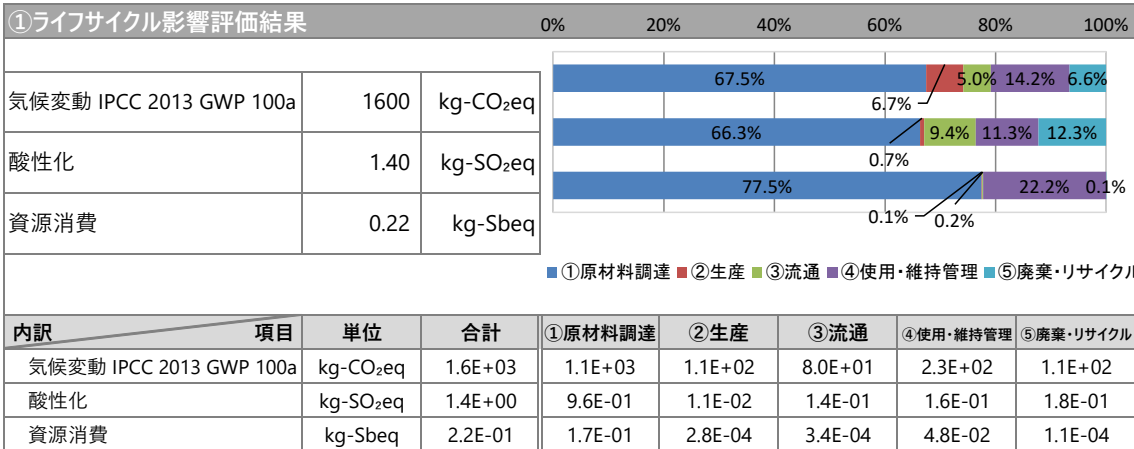 ①ライフサイクル影響評価結果 0% 20% 40% 60% 80% 100%
気候変動 IPCC 2013 GWP 100a 1600 kg-CO₂eq 67.5% 6.7% 5.0% 14.2% 6.6%
酸性化 1.40 kg-SO₂eq 66.3% 0.7% 9.4% 11.3% 12.3%
資源消費 0.22 kg-Sbeq 77.5% 0.1% 0.2% 22.2% 0.1%
①原材料調達 ②生産 ③流通 ④使用・維持管理 ⑤廃棄・リサイクル
内訳 項目 単位 合計 ①原材料調達 ②生産 ③流通 ④使用・維持管理 ⑤廃棄・リサイクル
気候変動 IPCC 2013 GWP 100a kg-CO₂eq 1.6E+03 1.1E+03 1.1E+02 8.0E+01 2.3E+02 1.1E+02
酸性化 kg-SO₂eq 1.4E+00 9.6E-01 1.1E-02 1.4E-01 1.6E-01 1.8E-01
資源消費 kg-Sbeq 2.2E-01 1.7E-01 2.8E-04 3.4E-04 4.8E-02 1.1E-04